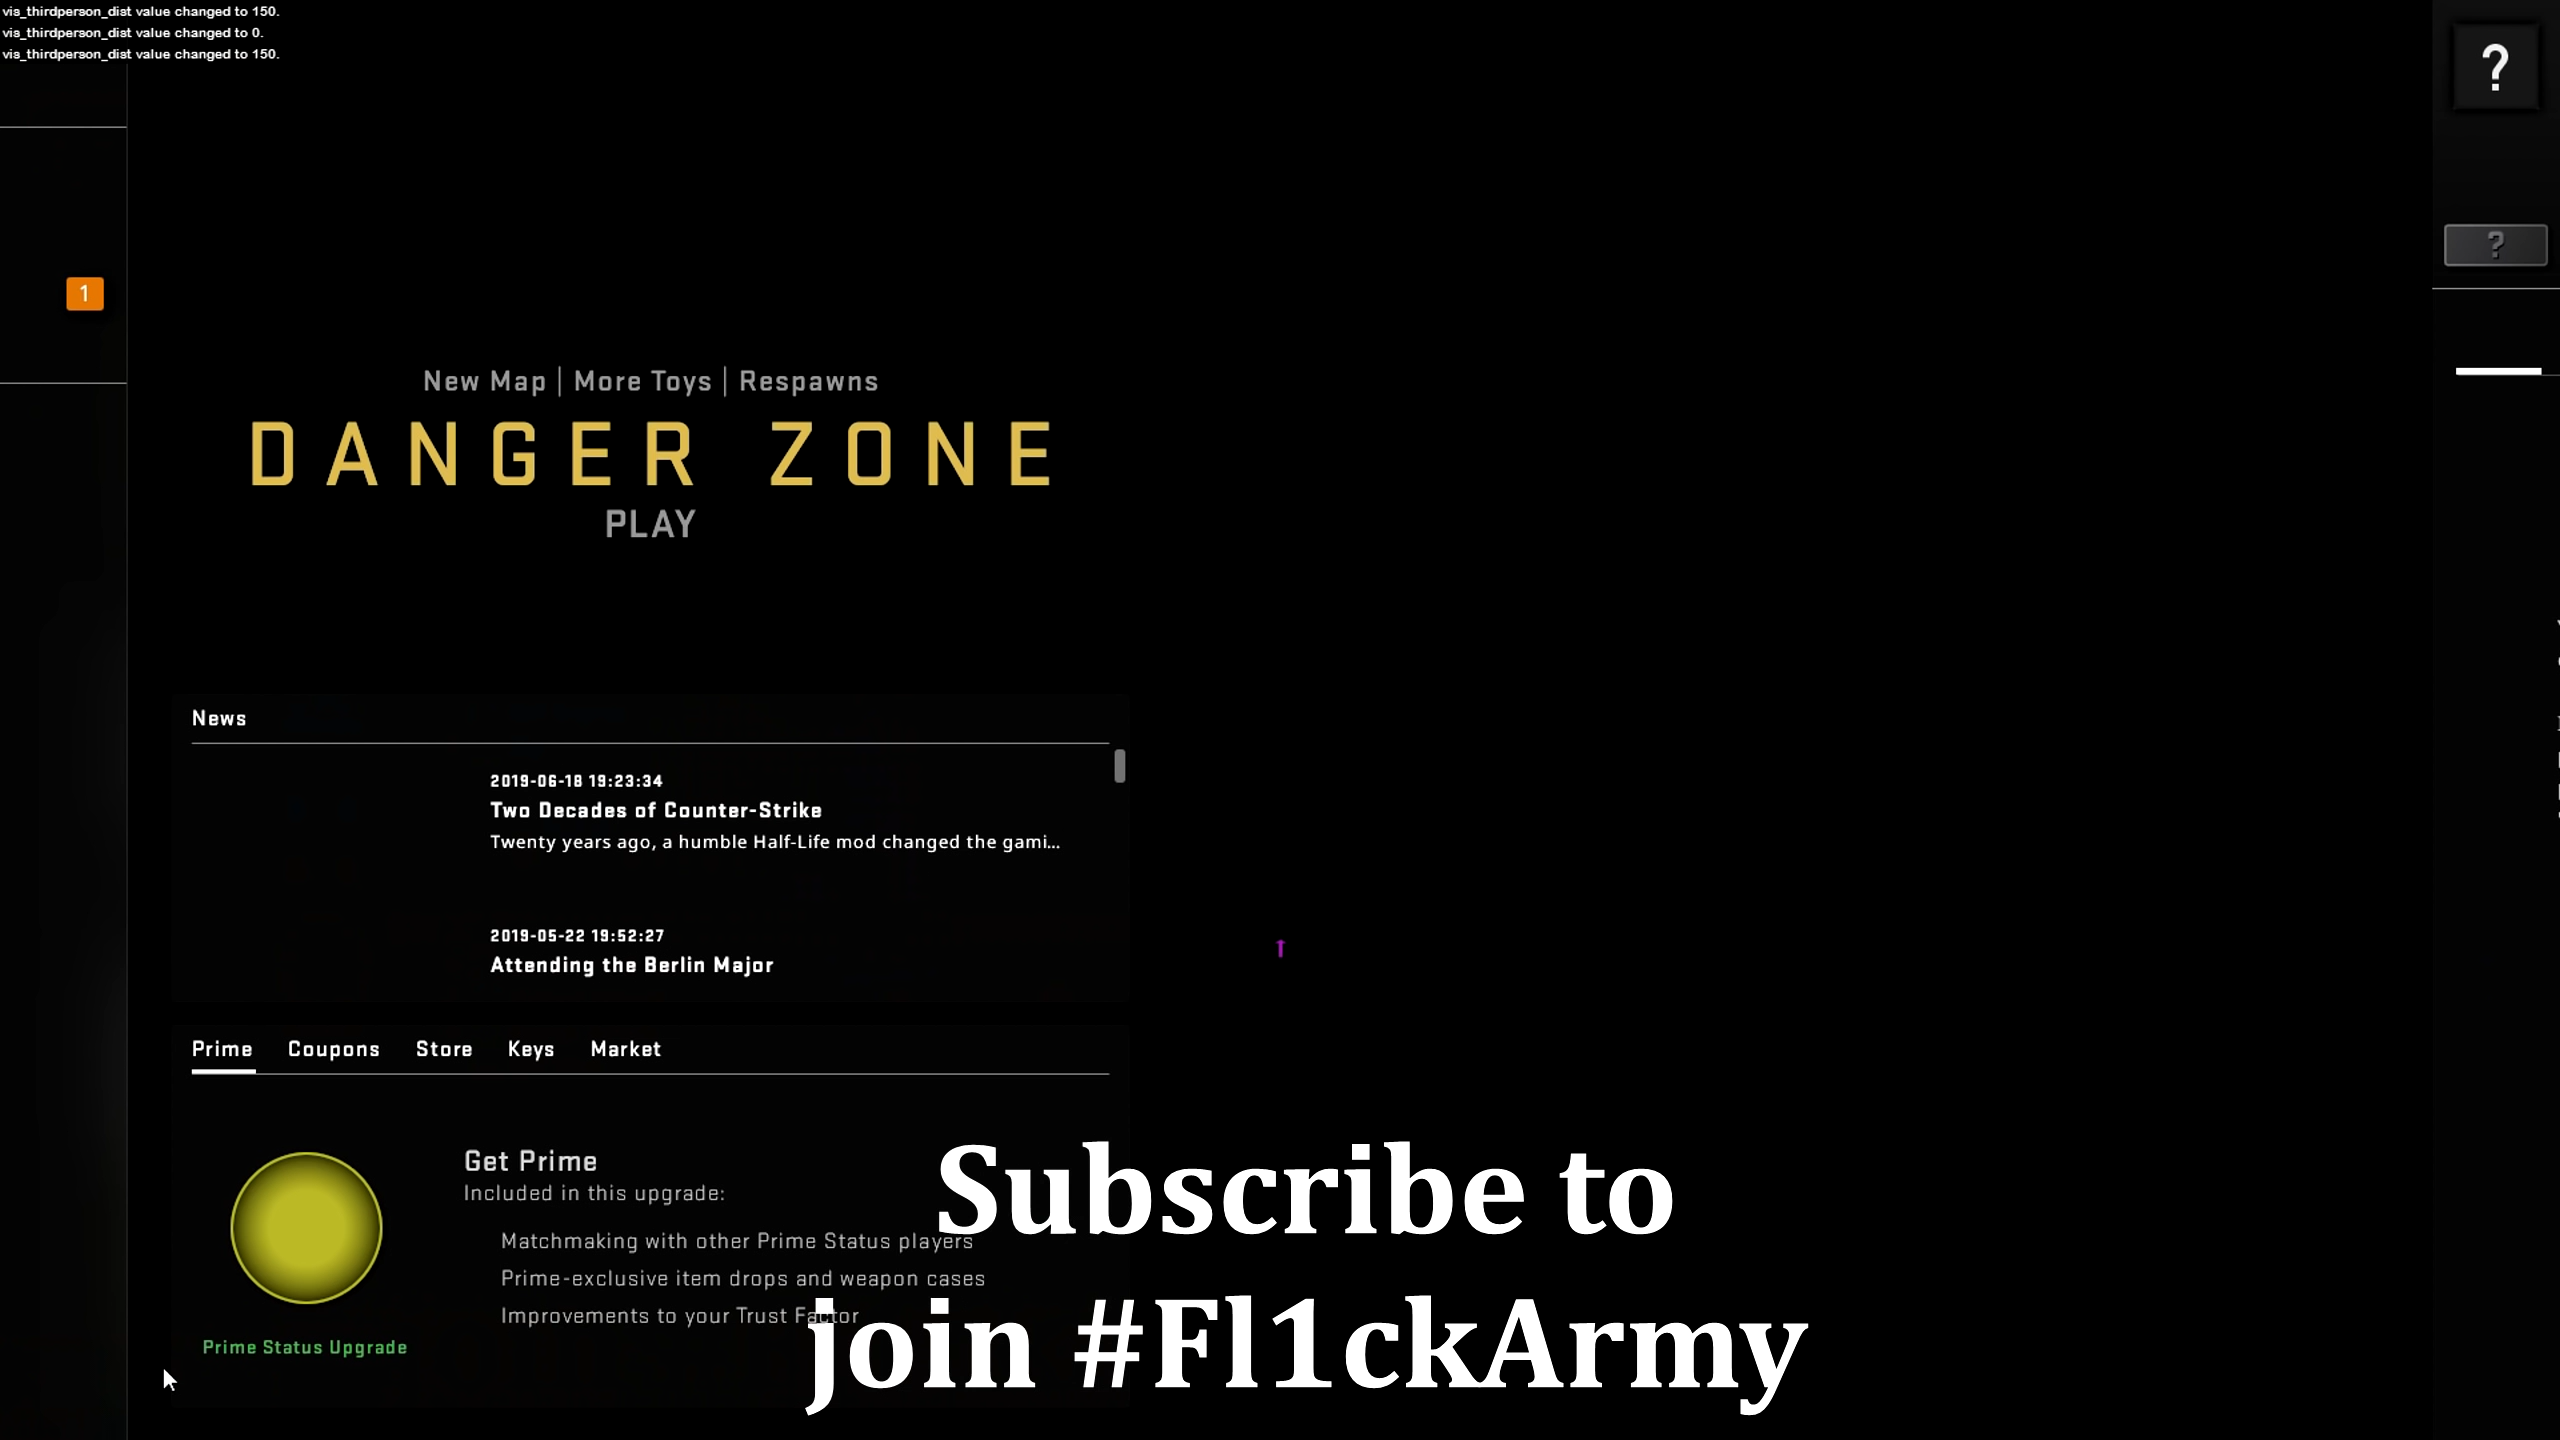 vis_thirdperson_dist value changed to 150.
vis_thirdperson_dist value changed to 0.
vis_thirdperson_dist value changed to 150.
?
1
?
New Map | More Toys | Respawns
DANGER ZONE
PLAY
News
2019-06-18 19:23:34
Two Decades of Counter-Strike
Twenty years ago, a humble Half-Life mod changed the gami...
2019-05-22 19:52:27
Attending the Berlin Major
Prime Coupons Store Keys Market
Get Prime
Included in this upgrade:
Matchmaking with other Prime Status players
Prime-exclusive item drops and weapon cases
Improvements to your Trust Factor
Prime Status Upgrade
Subscribe to
join #Fl1ckArmy